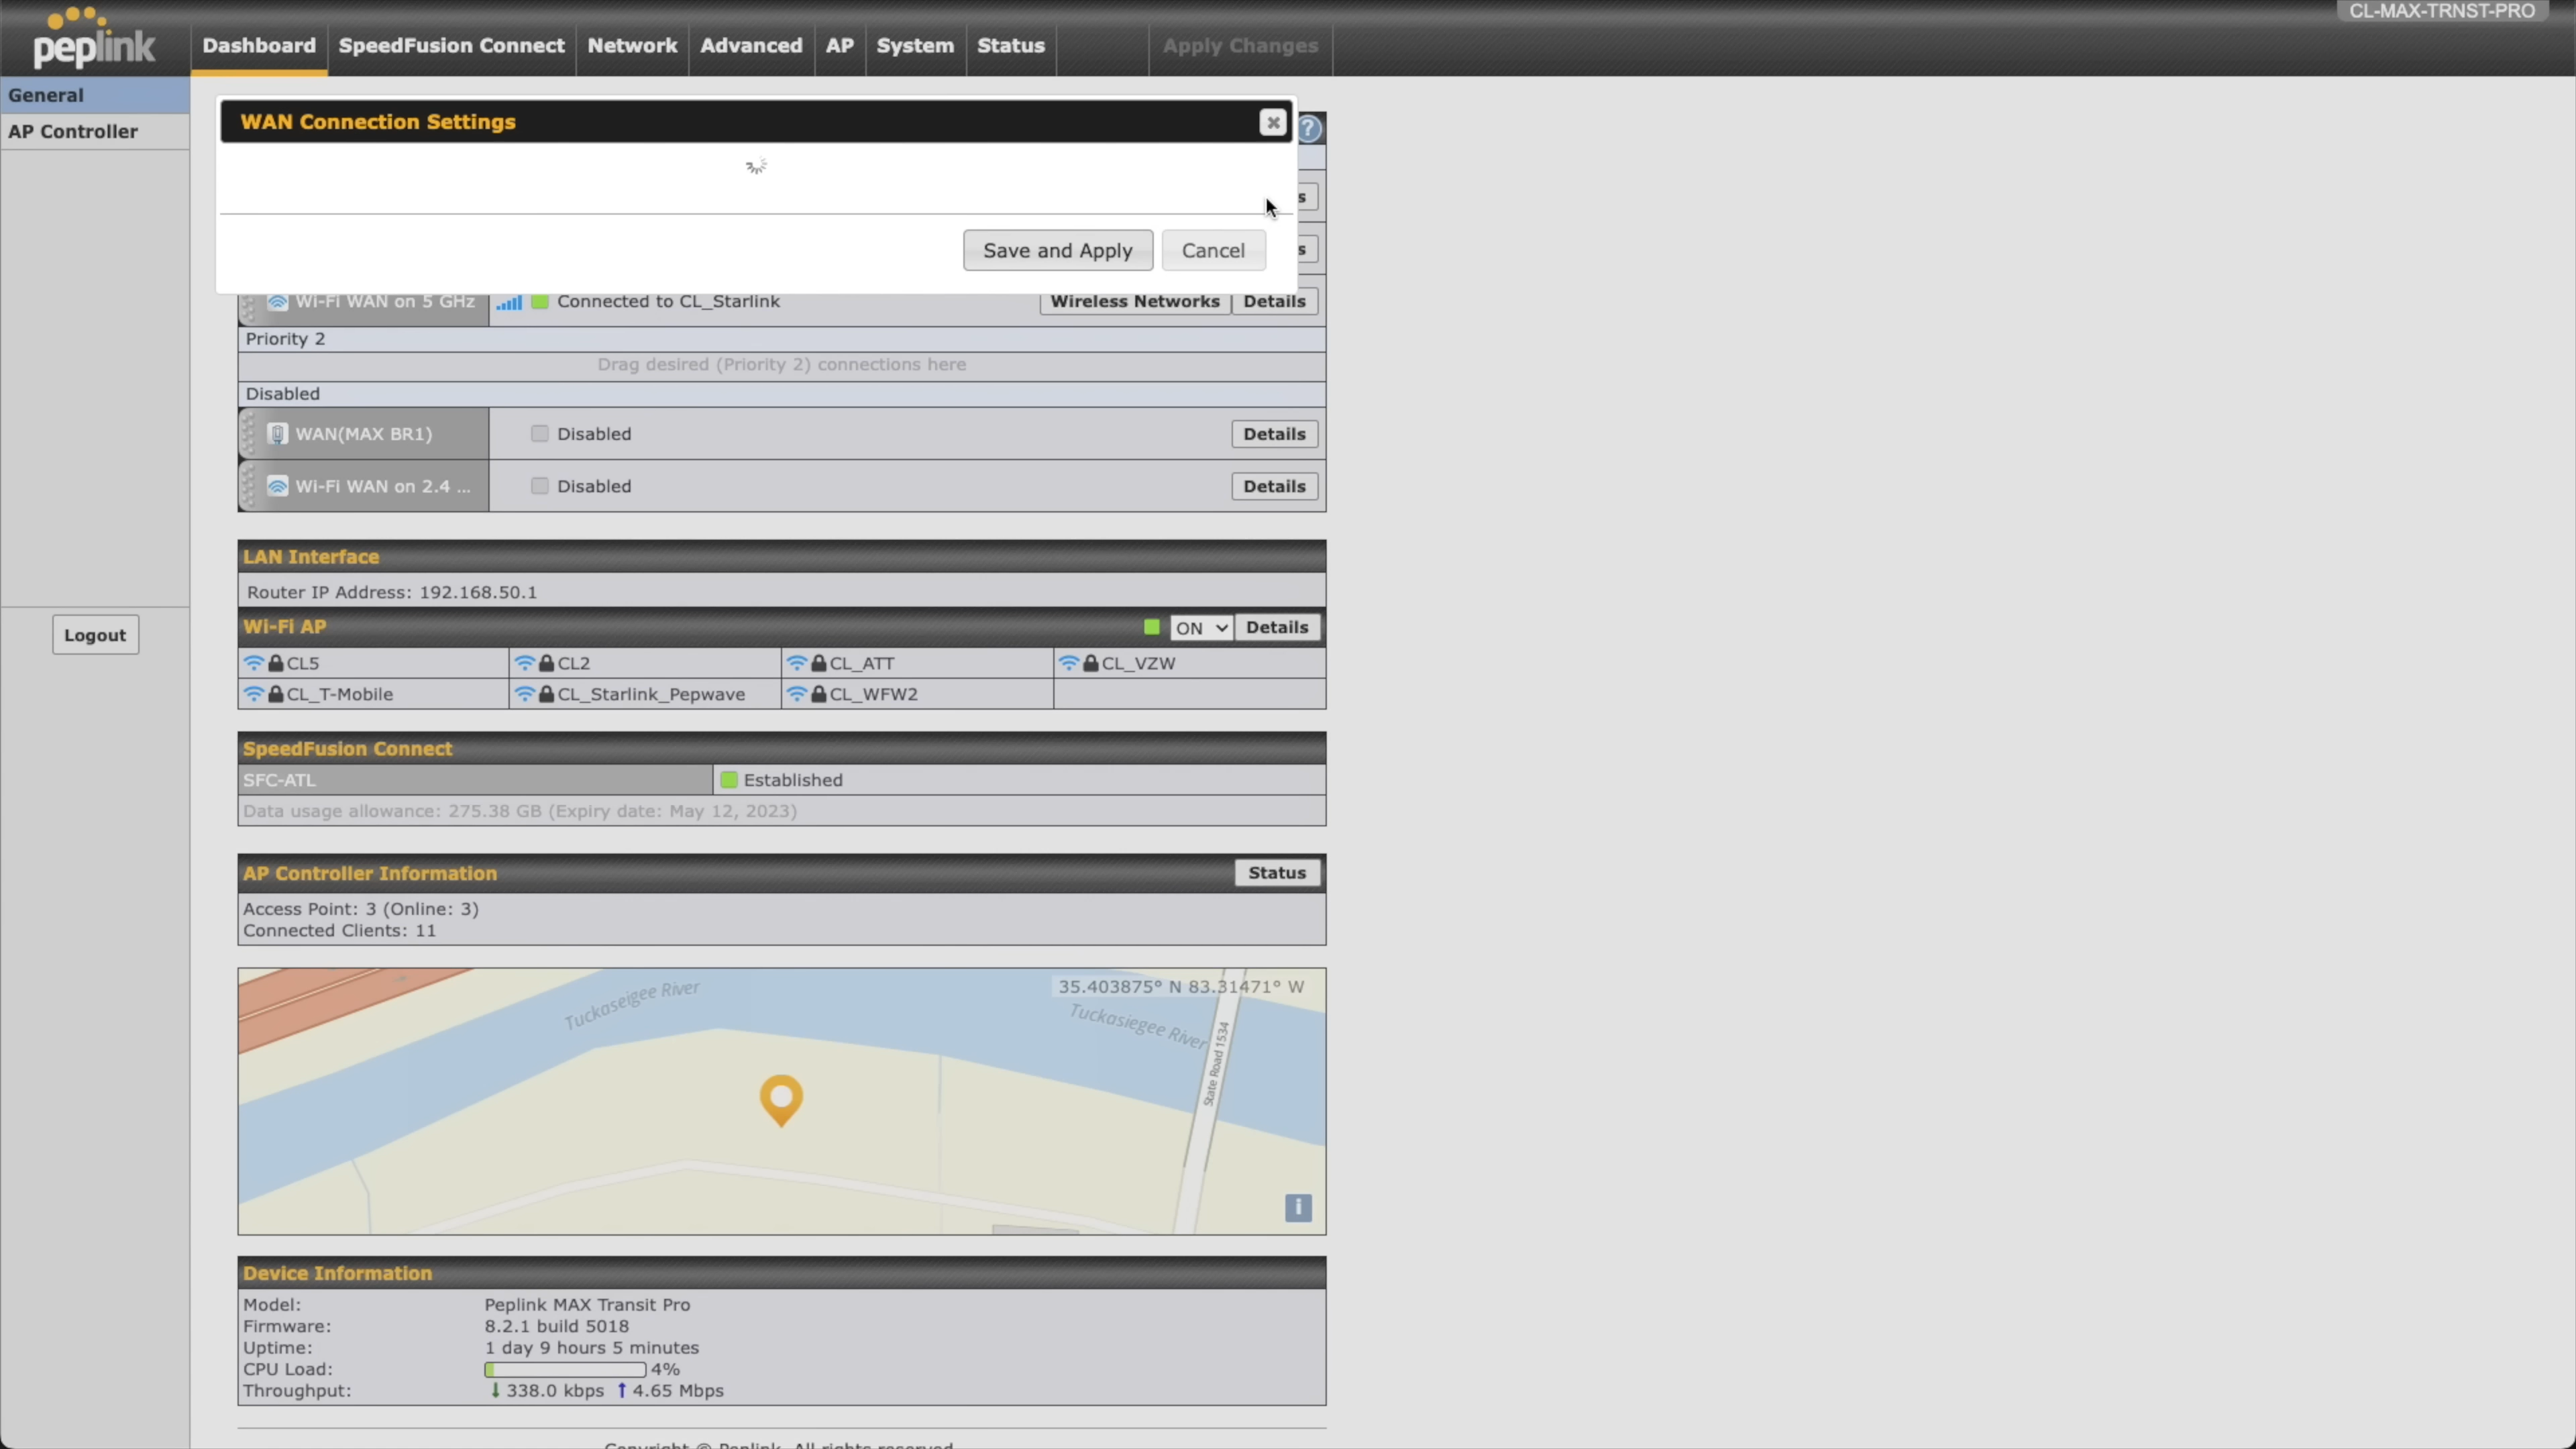 CL-MAX-TRNST-PRO
peplink
Dashboard SpeedFusion Connect Network Advanced AP System Status Apply Changes
General
AP Controller
Logout
WAN Connection Settings
Save and Apply Cancel
Wi-Fi WAN on 5 GHz Connected to CL_Starlink Wireless Networks Details
Priority 2
Drag desired (Priority 2) connections here
Disabled
WAN(MAX BR1) Disabled Details
Wi-Fi WAN on 2.4 ... Disabled Details
LAN Interface
Router IP Address: 192.168.50.1
Wi-Fi AP ON Details
CL5 CL2 CL_ATT CL_VZW
CL_T-Mobile CL_Starlink_Pepwave CL_WFW2
SpeedFusion Connect
SFC-ATL Established
Data usage allowance: 275.38 GB (Expiry date: May 12, 2023)
AP Controller Information Status
Access Point: 3 (Online: 3)
Connected Clients: 11
35.403875° N 83.31471° W
Tuckaseigee River
Tuckasiegee River
State Road 1534
Device Information
Model: Peplink MAX Transit Pro
Firmware: 8.2.1 build 5018
Uptime: 1 day 9 hours 5 minutes
CPU Load: 4%
Throughput: 338.0 kbps 4.65 Mbps
Copyright © Peplink. All rights reserved.